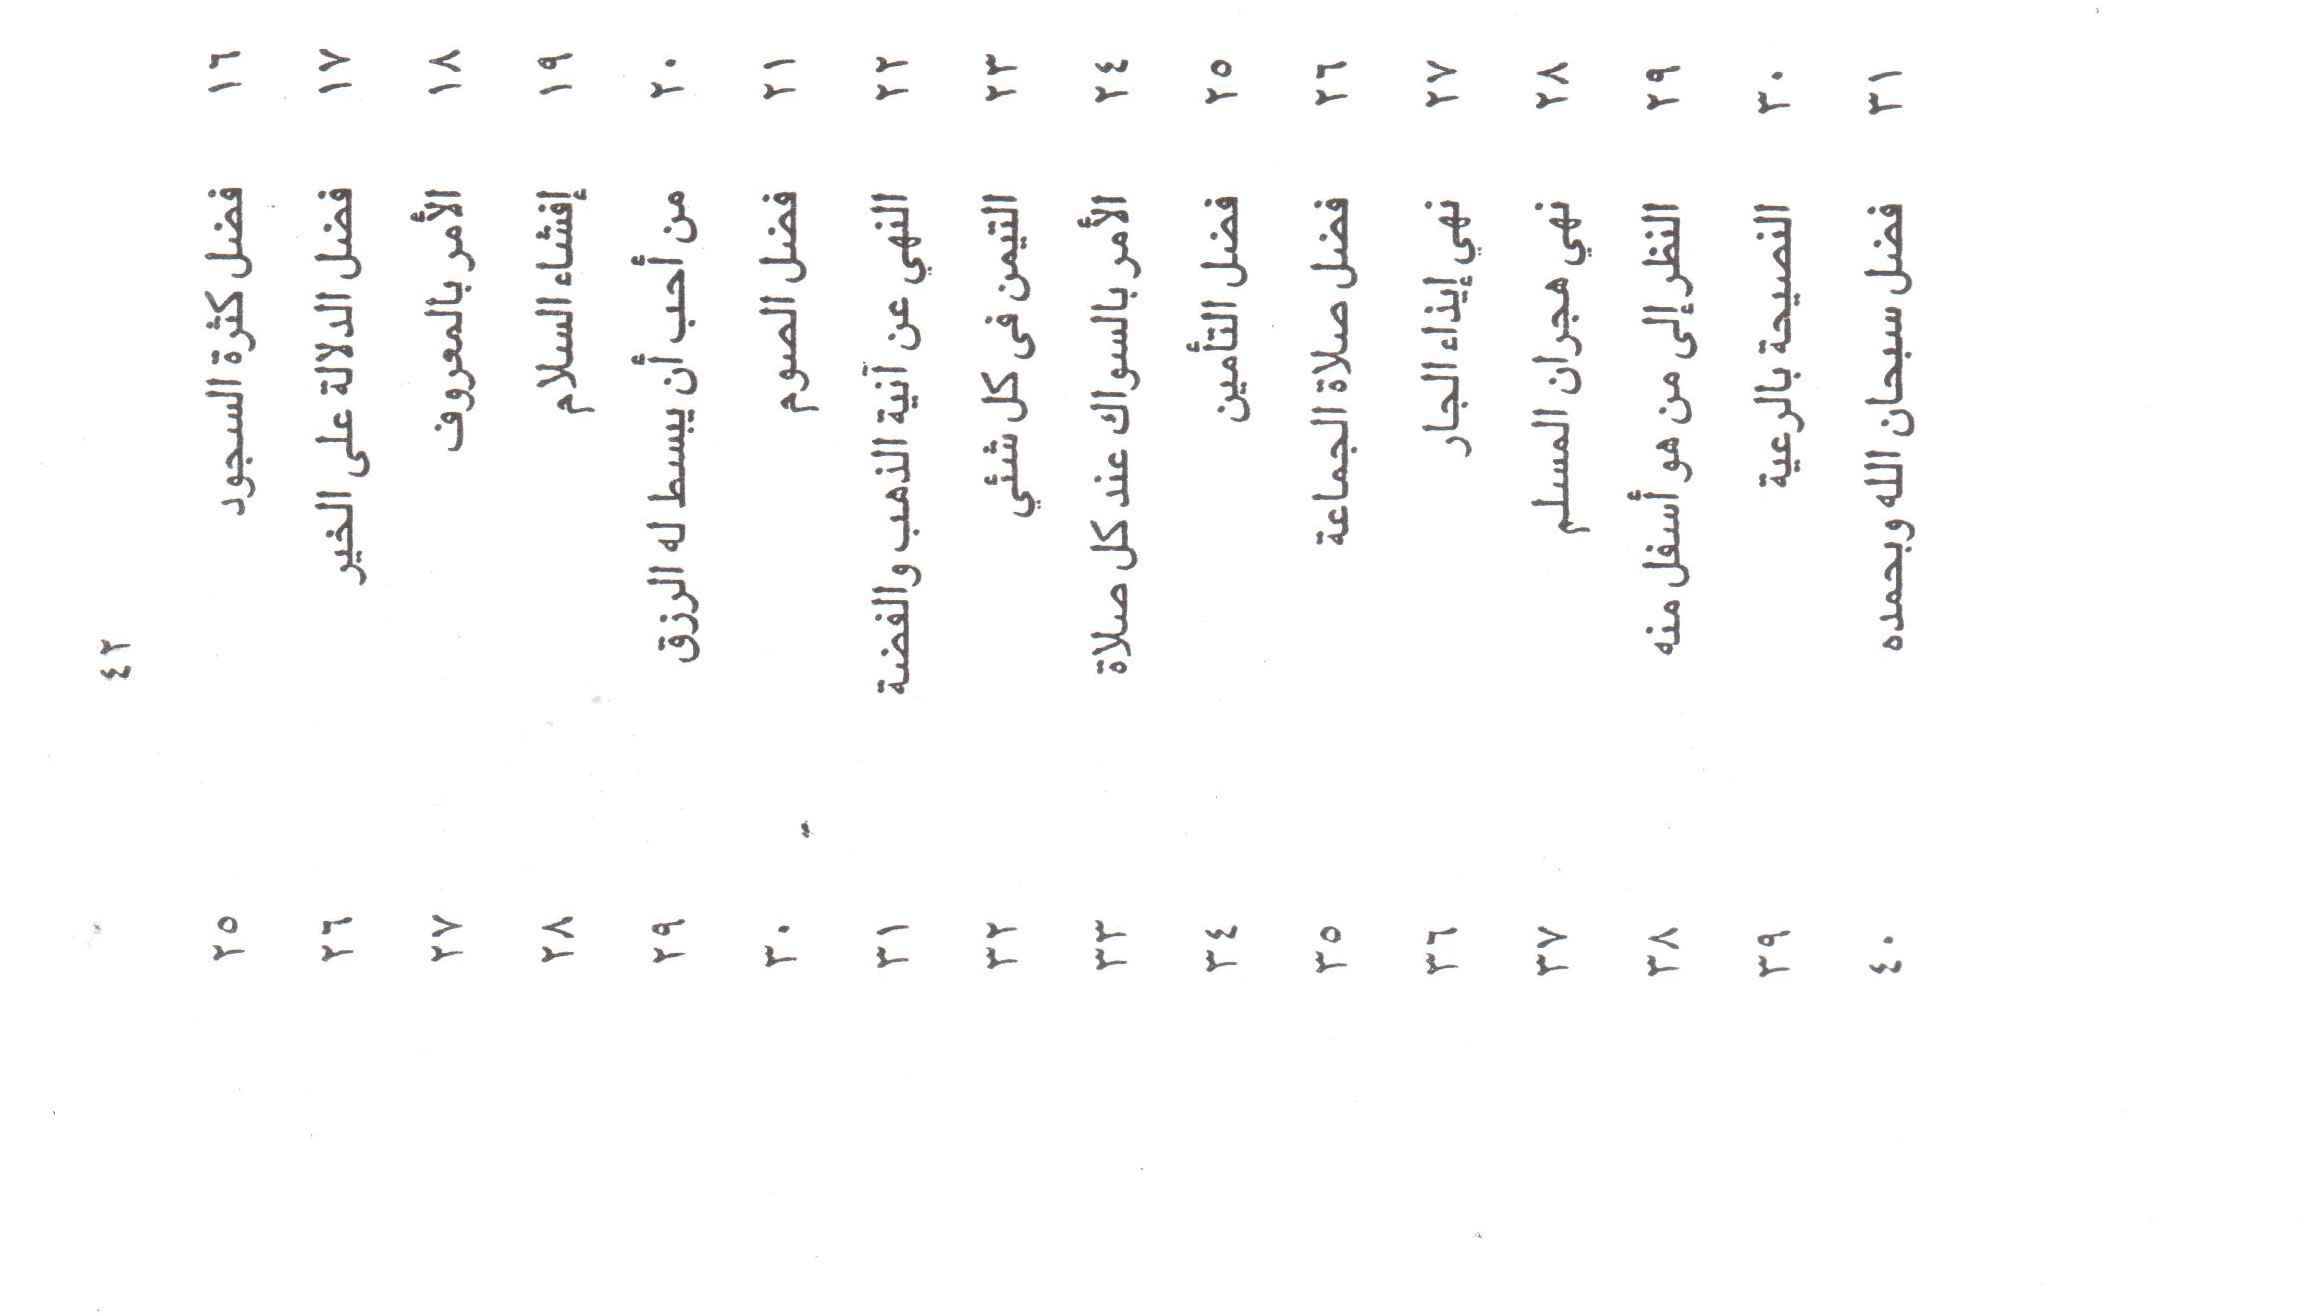 ٤٢
١٦ فضل كثرة السجود ٢٥
١٧ فضل الدلالة على الخير ٢٦
١٨ الأمر بالمعروف ٢٧
١٩ إفشاء السلام ٢٨
٢٠ من أحب أن يبسط له الرزق ٢٩
٢١ فضل الصوم ٣٠
٢٢ النهي عن آنية الذهب والفضة ٣١
٢٣ التيمن فى كل شئي ٣٢
٢٤ الأمر بالسواك عند كل صلاة ٣٣
٢٥ فضل التأمين ٣٤
٢٦ فضل صلاة الجماعة ٣٥
٢٧ نهي إيذاء الجار ٣٦
٢٨ نهي هجران المسلم ٣٧
٢٩ النظر إلى من هو أسفل منه ٣٨
٣٠ النصيحة بالرعية ٣٩
٣١ فضل سبحان الله وبحمده ٤٠